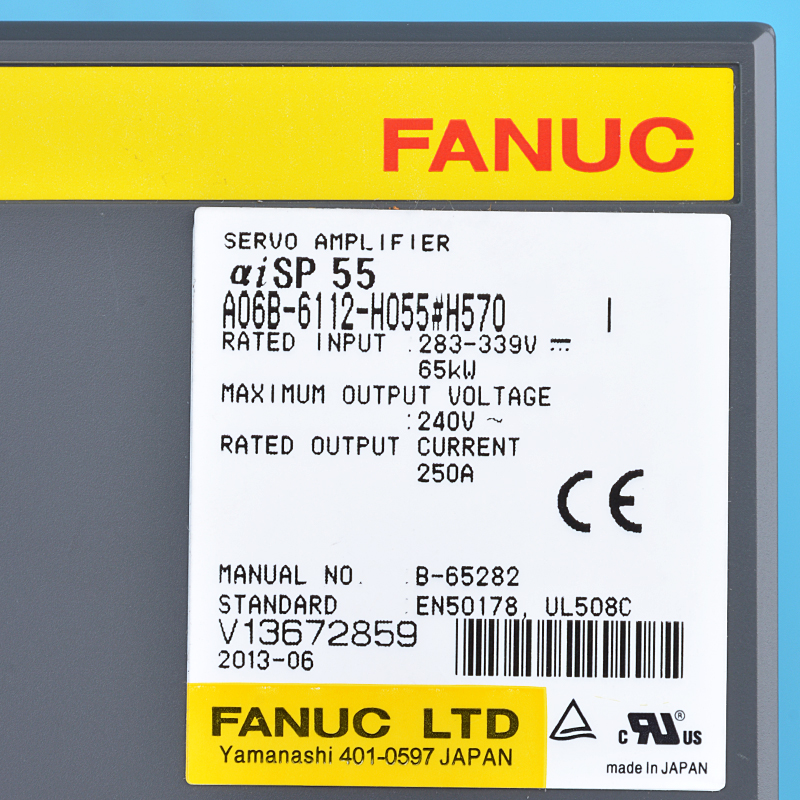 FANUC
SERVO AMPLIFIER
αiSP 55
A06B-6112-H055#H570 I
RATED INPUT : 283-339V ⎓
65kW
MAXIMUM OUTPUT VOLTAGE
: 240V ~
RATED OUTPUT CURRENT
250A
CE
MANUAL NO. B-65282
STANDARD EN50178, UL508C
V13672859
2013-06
FANUC LTD
Yamanashi 401-0597 JAPAN
c RU ® US
made In JAPAN